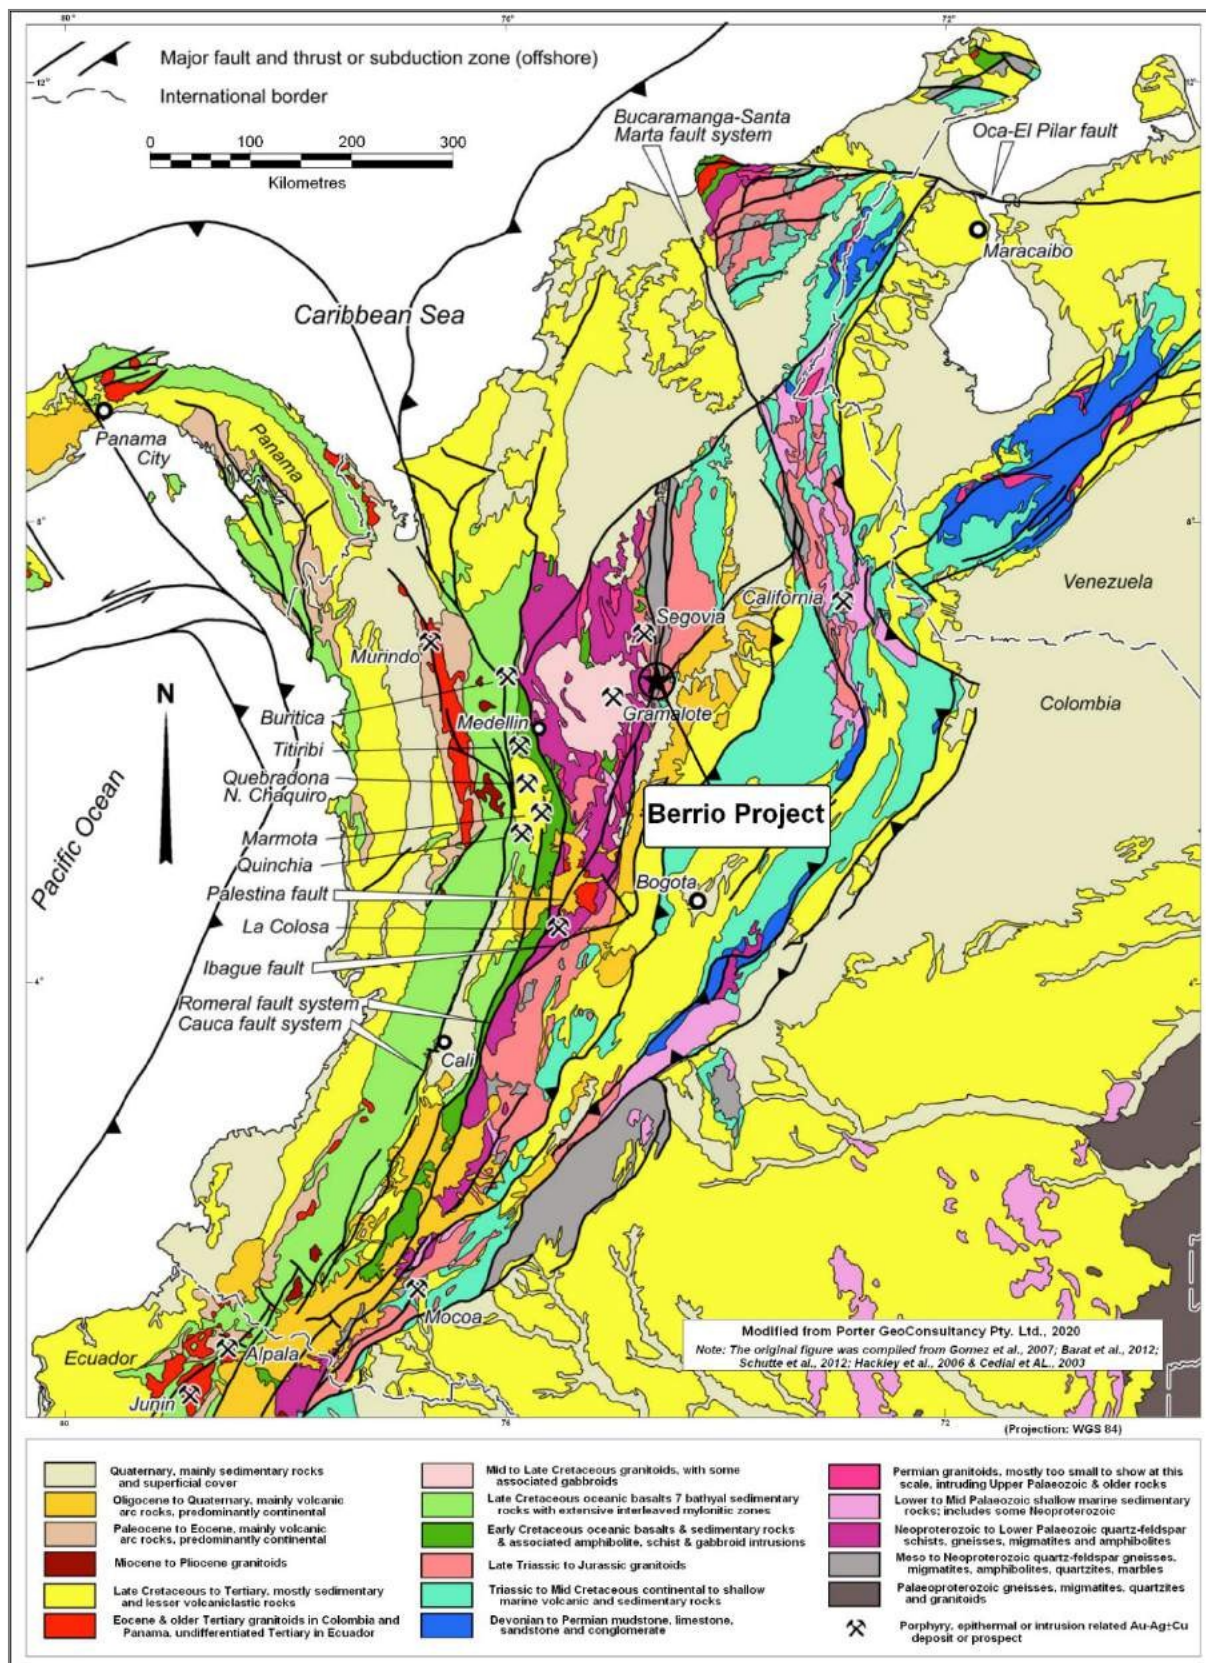 80°
76°
72°
Major fault and thrust or subduction zone (offshore)
12°
12°
International border
0 100 200 300
Kilometres
Bucaramanga-Santa
Marta fault system
Oca-El Pilar fault
Maracaibo
Caribbean Sea
Panama
City
Panama
8°
Venezuela
California
Segovia
Murindo
N
Colombia
Buritica
Medellin
Gramalote
Titiribi
Quebradona
N. Chaquiro
Berrio Project
Marmota
Quinchia
Pacific Ocean
Palestina fault
Bogota
La Colosa
Ibague fault
4°
Romeral fault system
Cauca fault system
Cali
Mocoa
Modified from Porter GeoConsultancy Pty. Ltd., 2020
Note: The original figure was compiled from Gomez et al., 2007; Barat et al., 2012;
Schutte et al., 2012; Hackley et al., 2006 & Cedial et AL., 2003
Ecuador
Alpala
Junin
80
76
72
(Projection: WGS 84)
Quaternary, mainly sedimentary rocks
and superficial cover
Oligocene to Quaternary, mainly volcanic
arc rocks, predominantly continental
Paleocene to Eocene, mainly volcanic
arc rocks, predominantly continental
Miocene to Pliocene granitoids
Late Cretaceous to Tertiary, mostly sedimentary
and lesser volcaniclastic rocks
Eocene & older Tertiary granitoids in Colombia and
Panama, undifferentiated Tertiary in Ecuador
Mid to Late Cretaceous granitoids, with some
associated gabbroids
Late Cretaceous oceanic basalts 7 bathyal sedimentary
rocks with extensive interleaved mylonitic zones
Early Cretaceous oceanic basalts & sedimentary rocks
& associated amphibolite, schist & gabbroid intrusions
Late Triassic to Jurassic granitoids
Triassic to Mid Cretaceous continental to shallow
marine volcanic and sedimentary rocks
Devonian to Permian mudstone, limestone,
sandstone and conglomerate
Permian granitoids, mostly too small to show at this
scale, intruding Upper Palaeozoic & older rocks
Lower to Mid Palaeozoic shallow marine sedimentary
rocks; includes some Neoproterozoic
Neoproterozoic to Lower Palaeozoic quartz-feldspar
schists, gneisses, migmatites and amphibolites
Meso to Neoproterozoic quartz-feldspar gneisses,
migmatites, amphibolites, quartzites, marbles
Palaeoproterozoic gneisses, migmatites, quartzites
and granitoids
Porphyry, epithermal or intrusion related Au-Ag±Cu
deposit or prospect